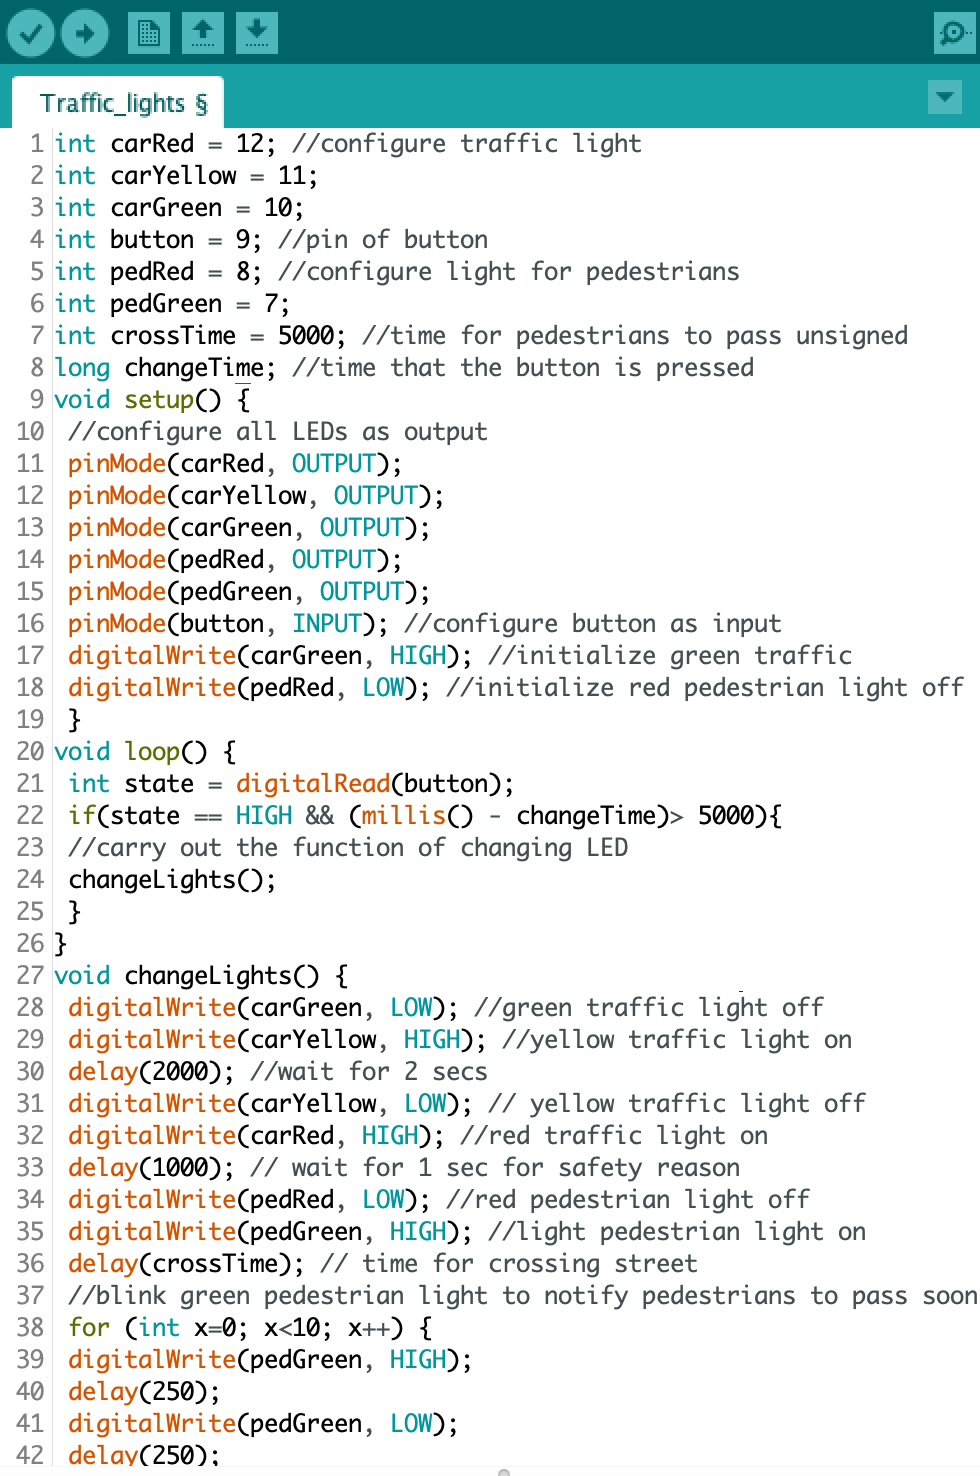 Traffic_lights §
1 int carRed = 12; //configure traffic light
2 int carYellow = 11;
3 int carGreen = 10;
4 int button = 9; //pin of button
5 int pedRed = 8; //configure light for pedestrians
6 int pedGreen = 7;
7 int crossTime = 5000; //time for pedestrians to pass unsigned
8 long changeTime; //time that the button is pressed
9 void setup() {
10 //configure all LEDs as output
11 pinMode(carRed, OUTPUT);
12 pinMode(carYellow, OUTPUT);
13 pinMode(carGreen, OUTPUT);
14 pinMode(pedRed, OUTPUT);
15 pinMode(pedGreen, OUTPUT);
16 pinMode(button, INPUT); //configure button as input
17 digitalWrite(carGreen, HIGH); //initialize green traffic
18 digitalWrite(pedRed, LOW); //initialize red pedestrian light off
19 }
20 void loop() {
21 int state = digitalRead(button);
22 if(state == HIGH && (millis() - changeTime)> 5000){
23 //carry out the function of changing LED
24 changeLights();
25 }
26 }
27 void changeLights() {
28 digitalWrite(carGreen, LOW); //green traffic light off
29 digitalWrite(carYellow, HIGH); //yellow traffic light on
30 delay(2000); //wait for 2 secs
31 digitalWrite(carYellow, LOW); // yellow traffic light off
32 digitalWrite(carRed, HIGH); //red traffic light on
33 delay(1000); // wait for 1 sec for safety reason
34 digitalWrite(pedRed, LOW); //red pedestrian light off
35 digitalWrite(pedGreen, HIGH); //light pedestrian light on
36 delay(crossTime); // time for crossing street
37 //blink green pedestrian light to notify pedestrians to pass soon
38 for (int x=0; x<10; x++) {
39 digitalWrite(pedGreen, HIGH);
40 delay(250);
41 digitalWrite(pedGreen, LOW);
42 delay(250);